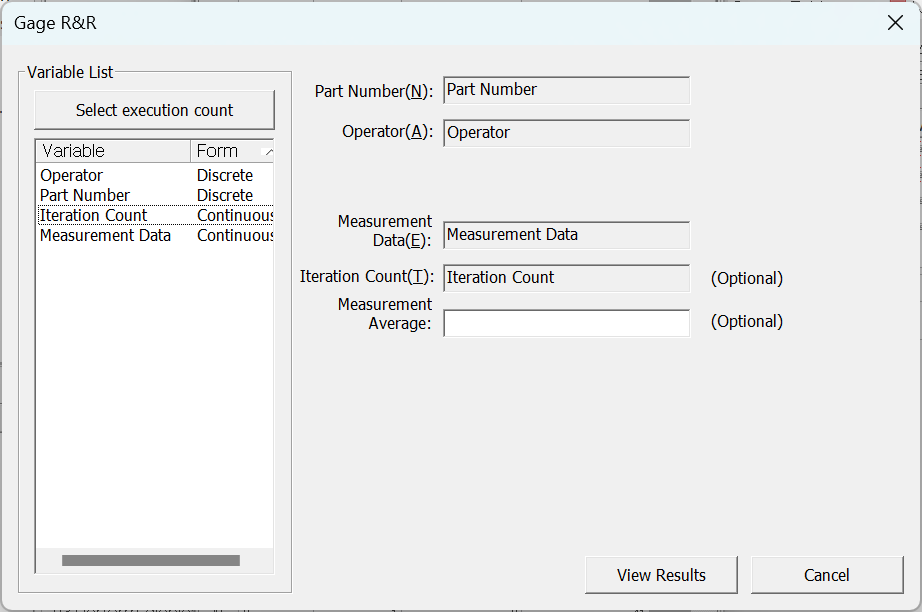 Gage R&R
Variable List
Select execution count
Variable Form
Operator Discrete
Part Number Discrete
Iteration Count Continuous
Measurement Data Continuous
Part Number(N): Part Number
Operator(A): Operator
Measurement
Data(E): Measurement Data
Iteration Count(T): Iteration Count (Optional)
Measurement
Average: (Optional)
View Results Cancel